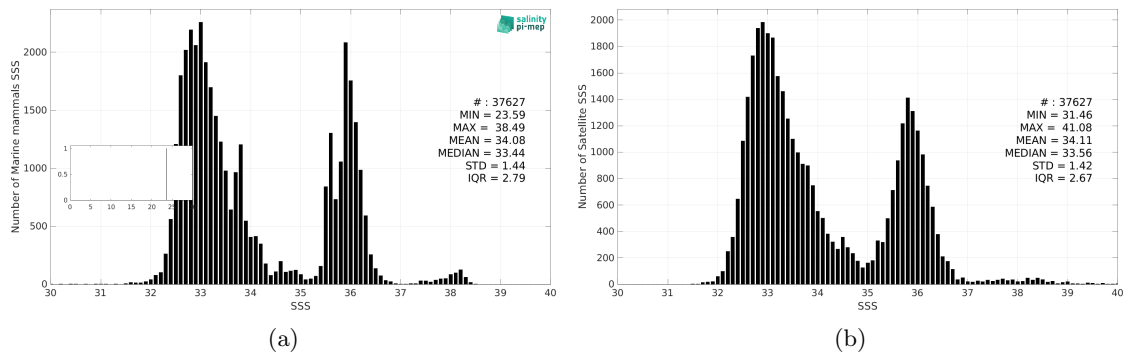 salinity
pi-mep
Number of Marine mammals SSS
2000
1500
1000
500
0
# : 37627
MIN = 23.59
MAX = 38.49
MEAN = 34.08
MEDIAN = 33.44
STD = 1.44
IQR = 2.79
1
0.5
0
0 5 10 15 20 25
30 31 32 33 34 35 36 37 38 39 40
SSS
(a)
Number of Satellite SSS
2000
1800
1600
1400
1200
1000
800
600
400
200
0
# : 37627
MIN = 31.46
MAX = 41.08
MEAN = 34.11
MEDIAN = 33.56
STD = 1.42
IQR = 2.67
30 31 32 33 34 35 36 37 38 39 40
SSS
(b)